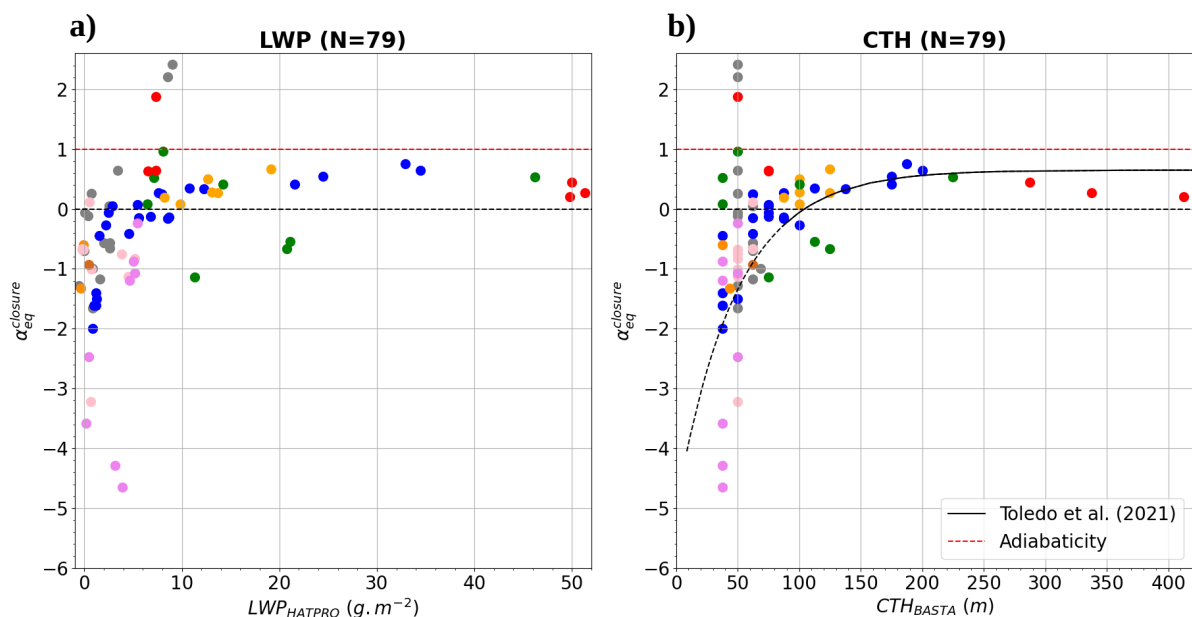 a)
LWP (N=79)
α_eq^closure
2
1
0
−1
−2
−3
−4
−5
−6
0 10 20 30 40 50
LWP_HATPRO (g.m⁻²)
b)
CTH (N=79)
α_eq^closure
2
1
0
−1
−2
−3
−4
−5
−6
0 50 100 150 200 250 300 350 400
CTH_BASTA (m)
Toledo et al. (2021)
Adiabaticity